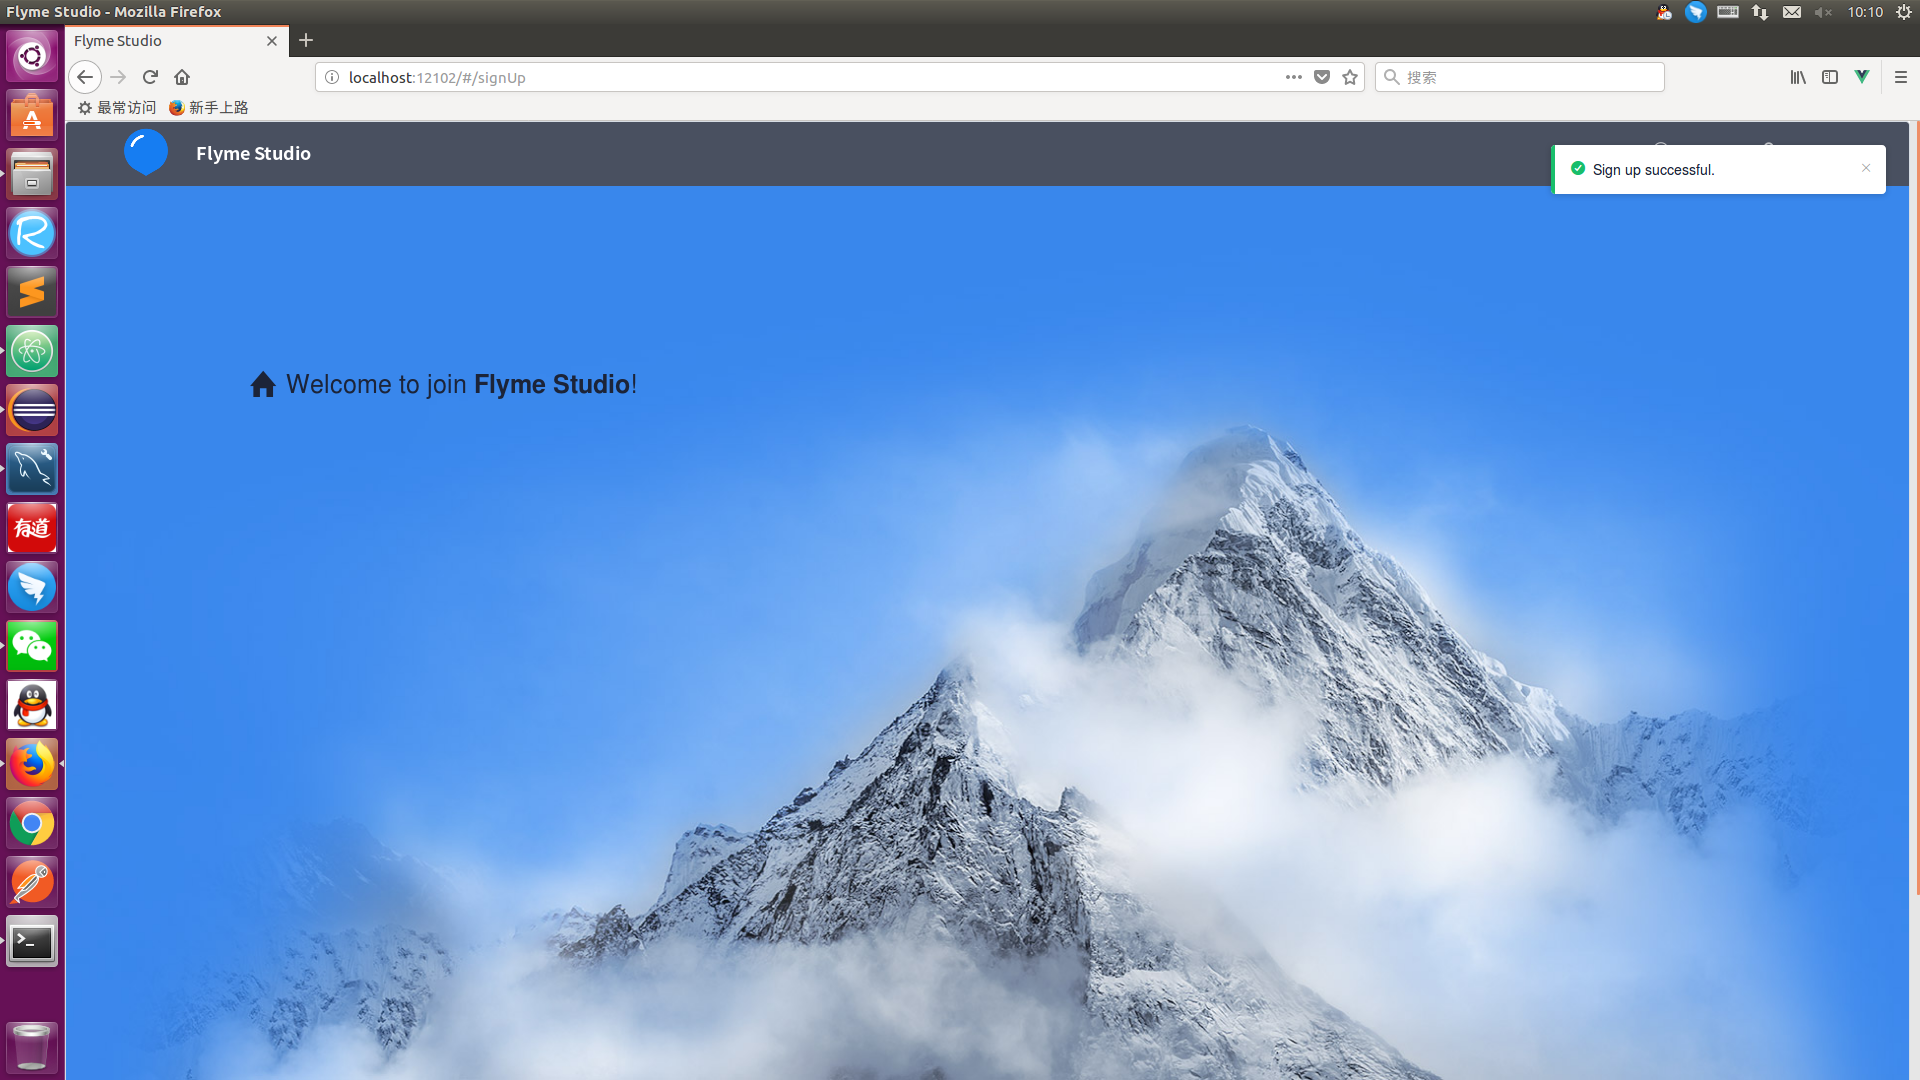 Flyme Studio - Mozilla Firefox
10:10
Flyme Studio
localhost:12102/#/signUp
搜索
最常访问
新手上路
Flyme Studio
Sign up successful.
Welcome to join Flyme Studio!
有道